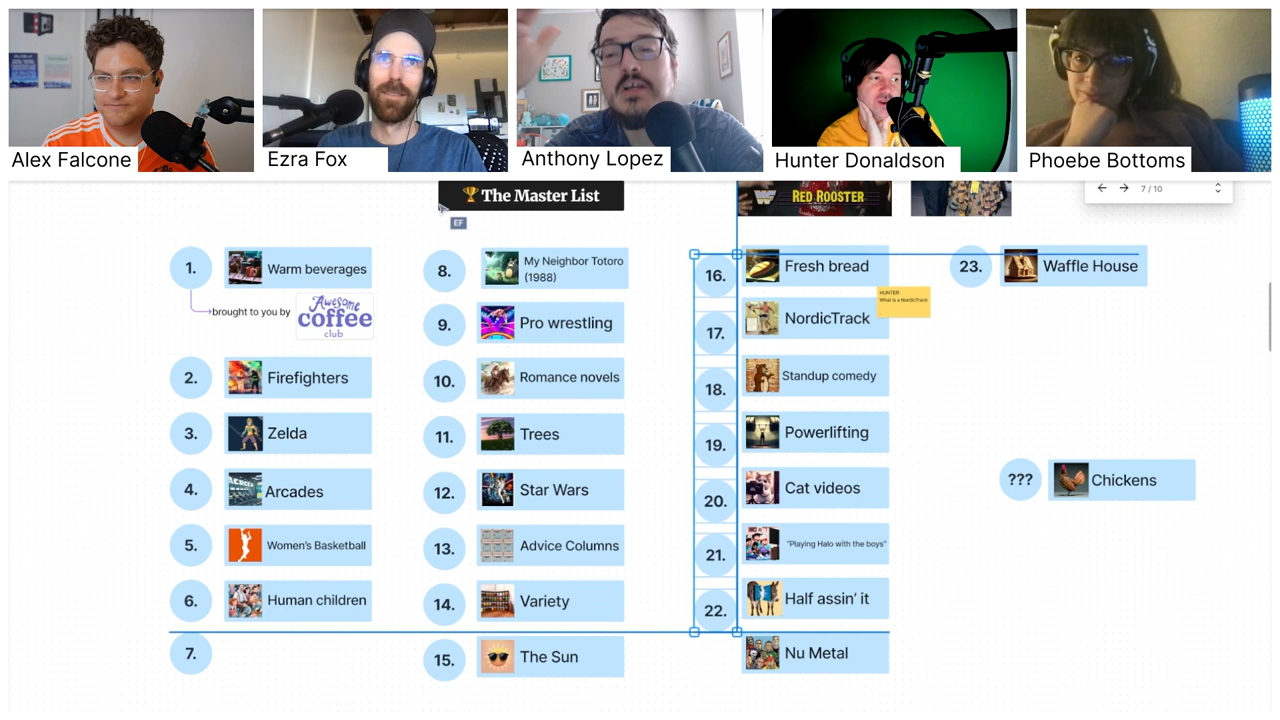 Alex Falcone
Ezra Fox
Anthony Lopez
Hunter Donaldson
Phoebe Bottoms
The Master List
EF
RED ROOSTER
7 / 10
1. Warm beverages
brought to you by
Awesome
coffee
club
2. Firefighters
3. Zelda
4. Arcades
5. Women's Basketball
6. Human children
7.
8. My Neighbor Totoro
(1988)
9. Pro wrestling
10. Romance novels
11. Trees
12. Star Wars
13. Advice Columns
14. Variety
15. The Sun
16. Fresh bread
17. NordicTrack
HUNTER:
What is a NordicTrack
18. Standup comedy
19. Powerlifting
20. Cat videos
21. "Playing Halo with the boys"
22. Half assin' it
Nu Metal
23. Waffle House
??? Chickens